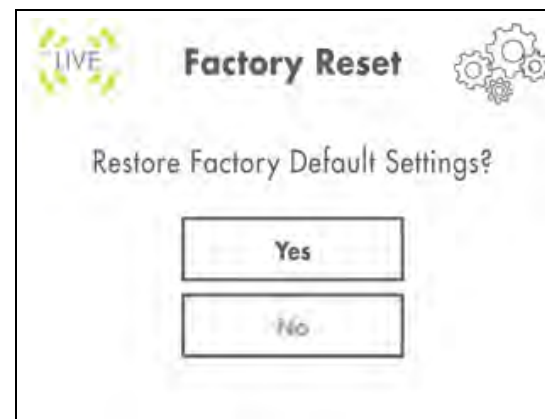 LIVE
Factory Reset
Restore Factory Default Settings?
Yes
No